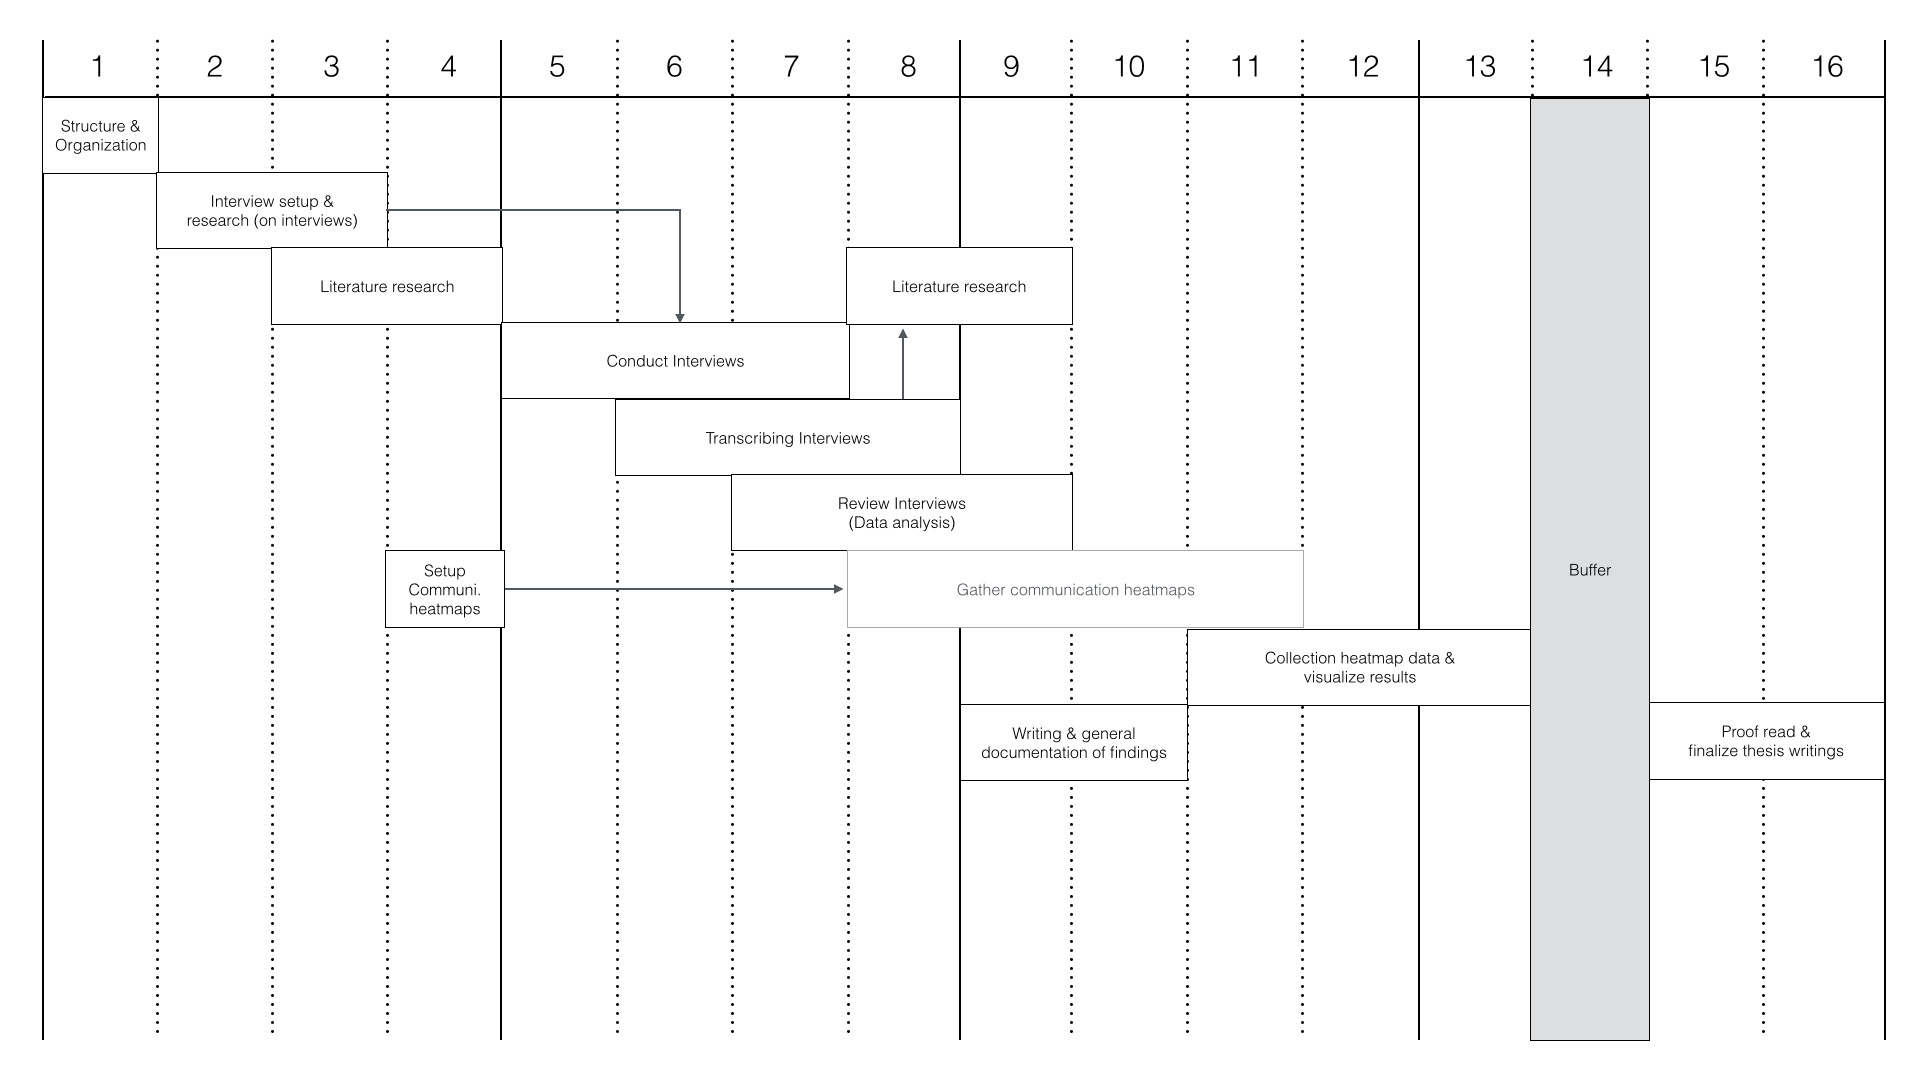 1 2 3 4 5 6 7 8 9 10 11 12 13 14 15 16
Structure &
Organization
Interview setup &
research (on interviews)
Literature research
Literature research
Conduct Interviews
Transcribing Interviews
Review Interviews
(Data analysis)
Setup
Communi.
heatmaps
Gather communication heatmaps
Buffer
Collection heatmap data &
visualize results
Writing & general
documentation of findings
Proof read &
finalize thesis writings